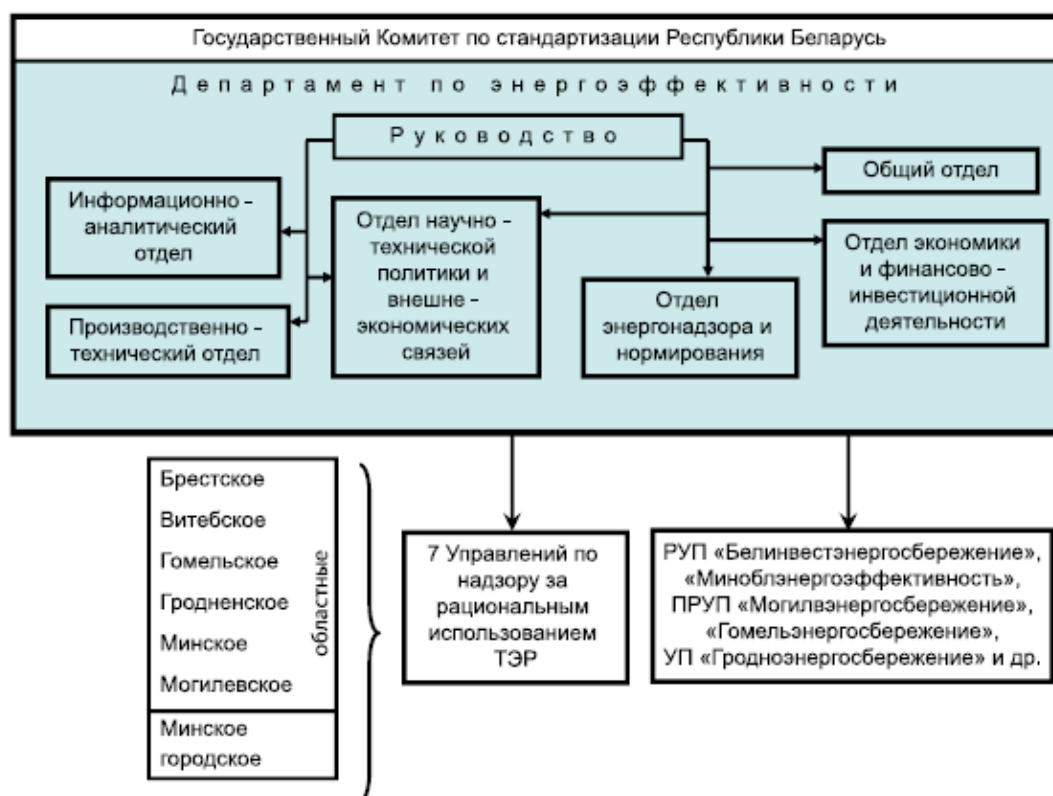 Государственный Комитет по стандартизации Республики Беларусь
Департамент по энергоэффективности
Руководство
Общий отдел
Информационно –
аналитический
отдел
Отдел научно –
технической
политики и
внешне –
экономических
связей
Отдел экономики
и финансово –
инвестиционной
деятельности
Производственно –
технический отдел
Отдел
энергонадзора и
нормирования
Брестское
Витебское
Гомельское
Гродненское
Минское
Могилевское
областные
Минское
городское
7 Управлений по
надзору за
рациональным
использованием
ТЭР
РУП «Белинвестэнергосбережение»,
«Миноблэнергоэффективность»,
ПРУП «Могилвэнергосбережение»,
«Гомельэнергосбережение»,
УП «Гродноэнергосбережение» и др.